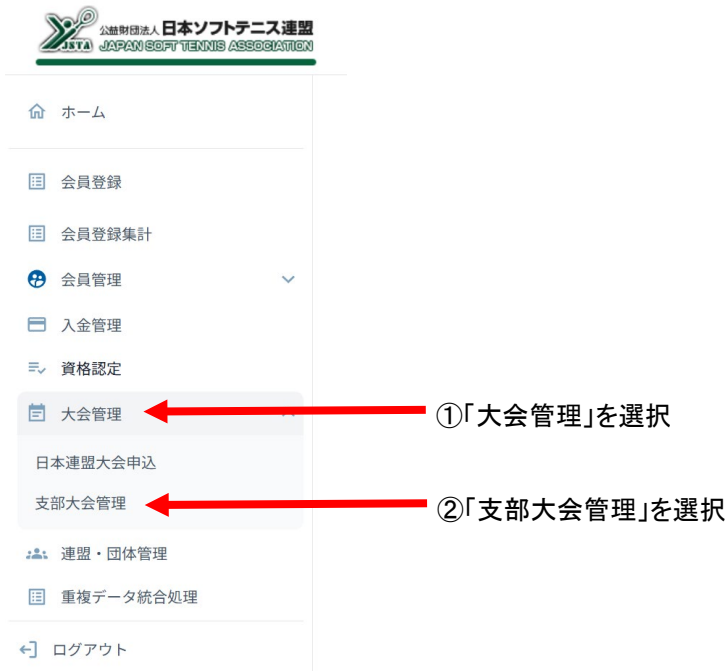 公益財団法人 日本ソフトテニス連盟
JSTA JAPAN SOFT TENNIS ASSOCIATION
ホーム
会員登録
会員登録集計
会員管理
入金管理
資格認定
大会管理
①「大会管理」を選択
日本連盟大会申込
支部大会管理
②「支部大会管理」を選択
連盟・団体管理
重複データ統合処理
ログアウト